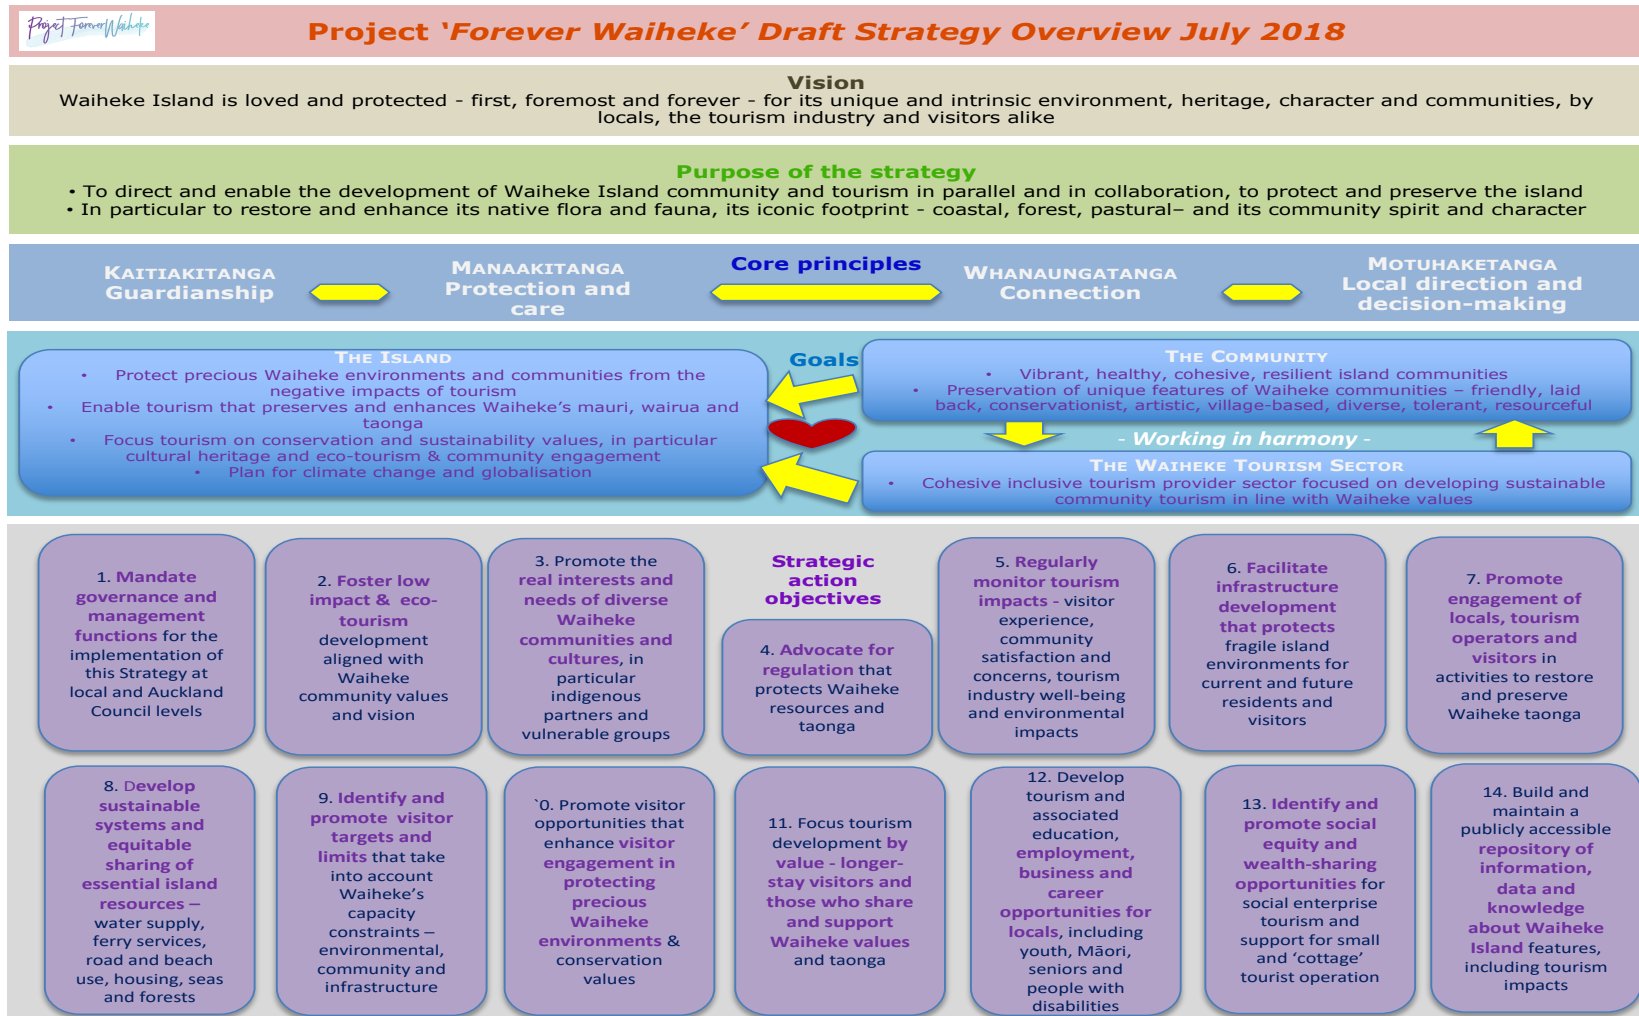 Project Forever Waiheke
Project ‘Forever Waiheke’ Draft Strategy Overview July 2018
Vision
Waiheke Island is loved and protected - first, foremost and forever - for its unique and intrinsic environment, heritage, character and communities, by
locals, the tourism industry and visitors alike
Purpose of the strategy
• To direct and enable the development of Waiheke Island community and tourism in parallel and in collaboration, to protect and preserve the island
• In particular to restore and enhance its native flora and fauna, its iconic footprint - coastal, forest, pastural– and its community spirit and character
Core principles
KAITIAKITANGA
Guardianship
MANAAKITANGA
Protection and
care
WHANAUNGATANGA
Connection
MOTUHAKETANGA
Local direction and
decision-making
Goals
THE ISLAND
• Protect precious Waiheke environments and communities from the
negative impacts of tourism
• Enable tourism that preserves and enhances Waiheke’s mauri, wairua and
taonga
• Focus tourism on conservation and sustainability values, in particular
cultural heritage and eco-tourism & community engagement
• Plan for climate change and globalisation
THE COMMUNITY
• Vibrant, healthy, cohesive, resilient island communities
• Preservation of unique features of Waiheke communities – friendly, laid
back, conservationist, artistic, village-based, diverse, tolerant, resourceful
- Working in harmony -
THE WAIHEKE TOURISM SECTOR
• Cohesive inclusive tourism provider sector focused on developing sustainable
community tourism in line with Waiheke values
Strategic
action
objectives
1. Mandate
governance and
management
functions for the
implementation of
this Strategy at
local and Auckland
Council levels
2. Foster low
impact & eco-
tourism
development
aligned with
Waiheke
community values
and vision
3. Promote the
real interests and
needs of diverse
Waiheke
communities and
cultures, in
particular
indigenous
partners and
vulnerable groups
4. Advocate for
regulation that
protects Waiheke
resources and
taonga
5. Regularly
monitor tourism
impacts - visitor
experience,
community
satisfaction and
concerns, tourism
industry well-being
and environmental
impacts
6. Facilitate
infrastructure
development
that protects
fragile island
environments for
current and future
residents and
visitors
7. Promote
engagement of
locals, tourism
operators and
visitors in
activities to restore
and preserve
Waiheke taonga
8. Develop
sustainable
systems and
equitable
sharing of
essential island
resources –
water supply,
ferry services,
road and beach
use, housing, seas
and forests
9. Identify and
promote visitor
targets and
limits that take
into account
Waiheke’s
capacity
constraints –
environmental,
community and
infrastructure
`0. Promote visitor
opportunities that
enhance visitor
engagement in
protecting
precious
Waiheke
environments &
conservation
values
11. Focus tourism
development by
value - longer-
stay visitors and
those who share
and support
Waiheke values
and taonga
12. Develop
tourism and
associated
education,
employment,
business and
career
opportunities for
locals, including
youth, Māori,
seniors and
people with
disabilities
13. Identify and
promote social
equity and
wealth-sharing
opportunities for
social enterprise
tourism and
support for small
and ‘cottage’
tourist operation
14. Build and
maintain a
publicly accessible
repository of
information,
data and
knowledge
about Waiheke
Island features,
including tourism
impacts